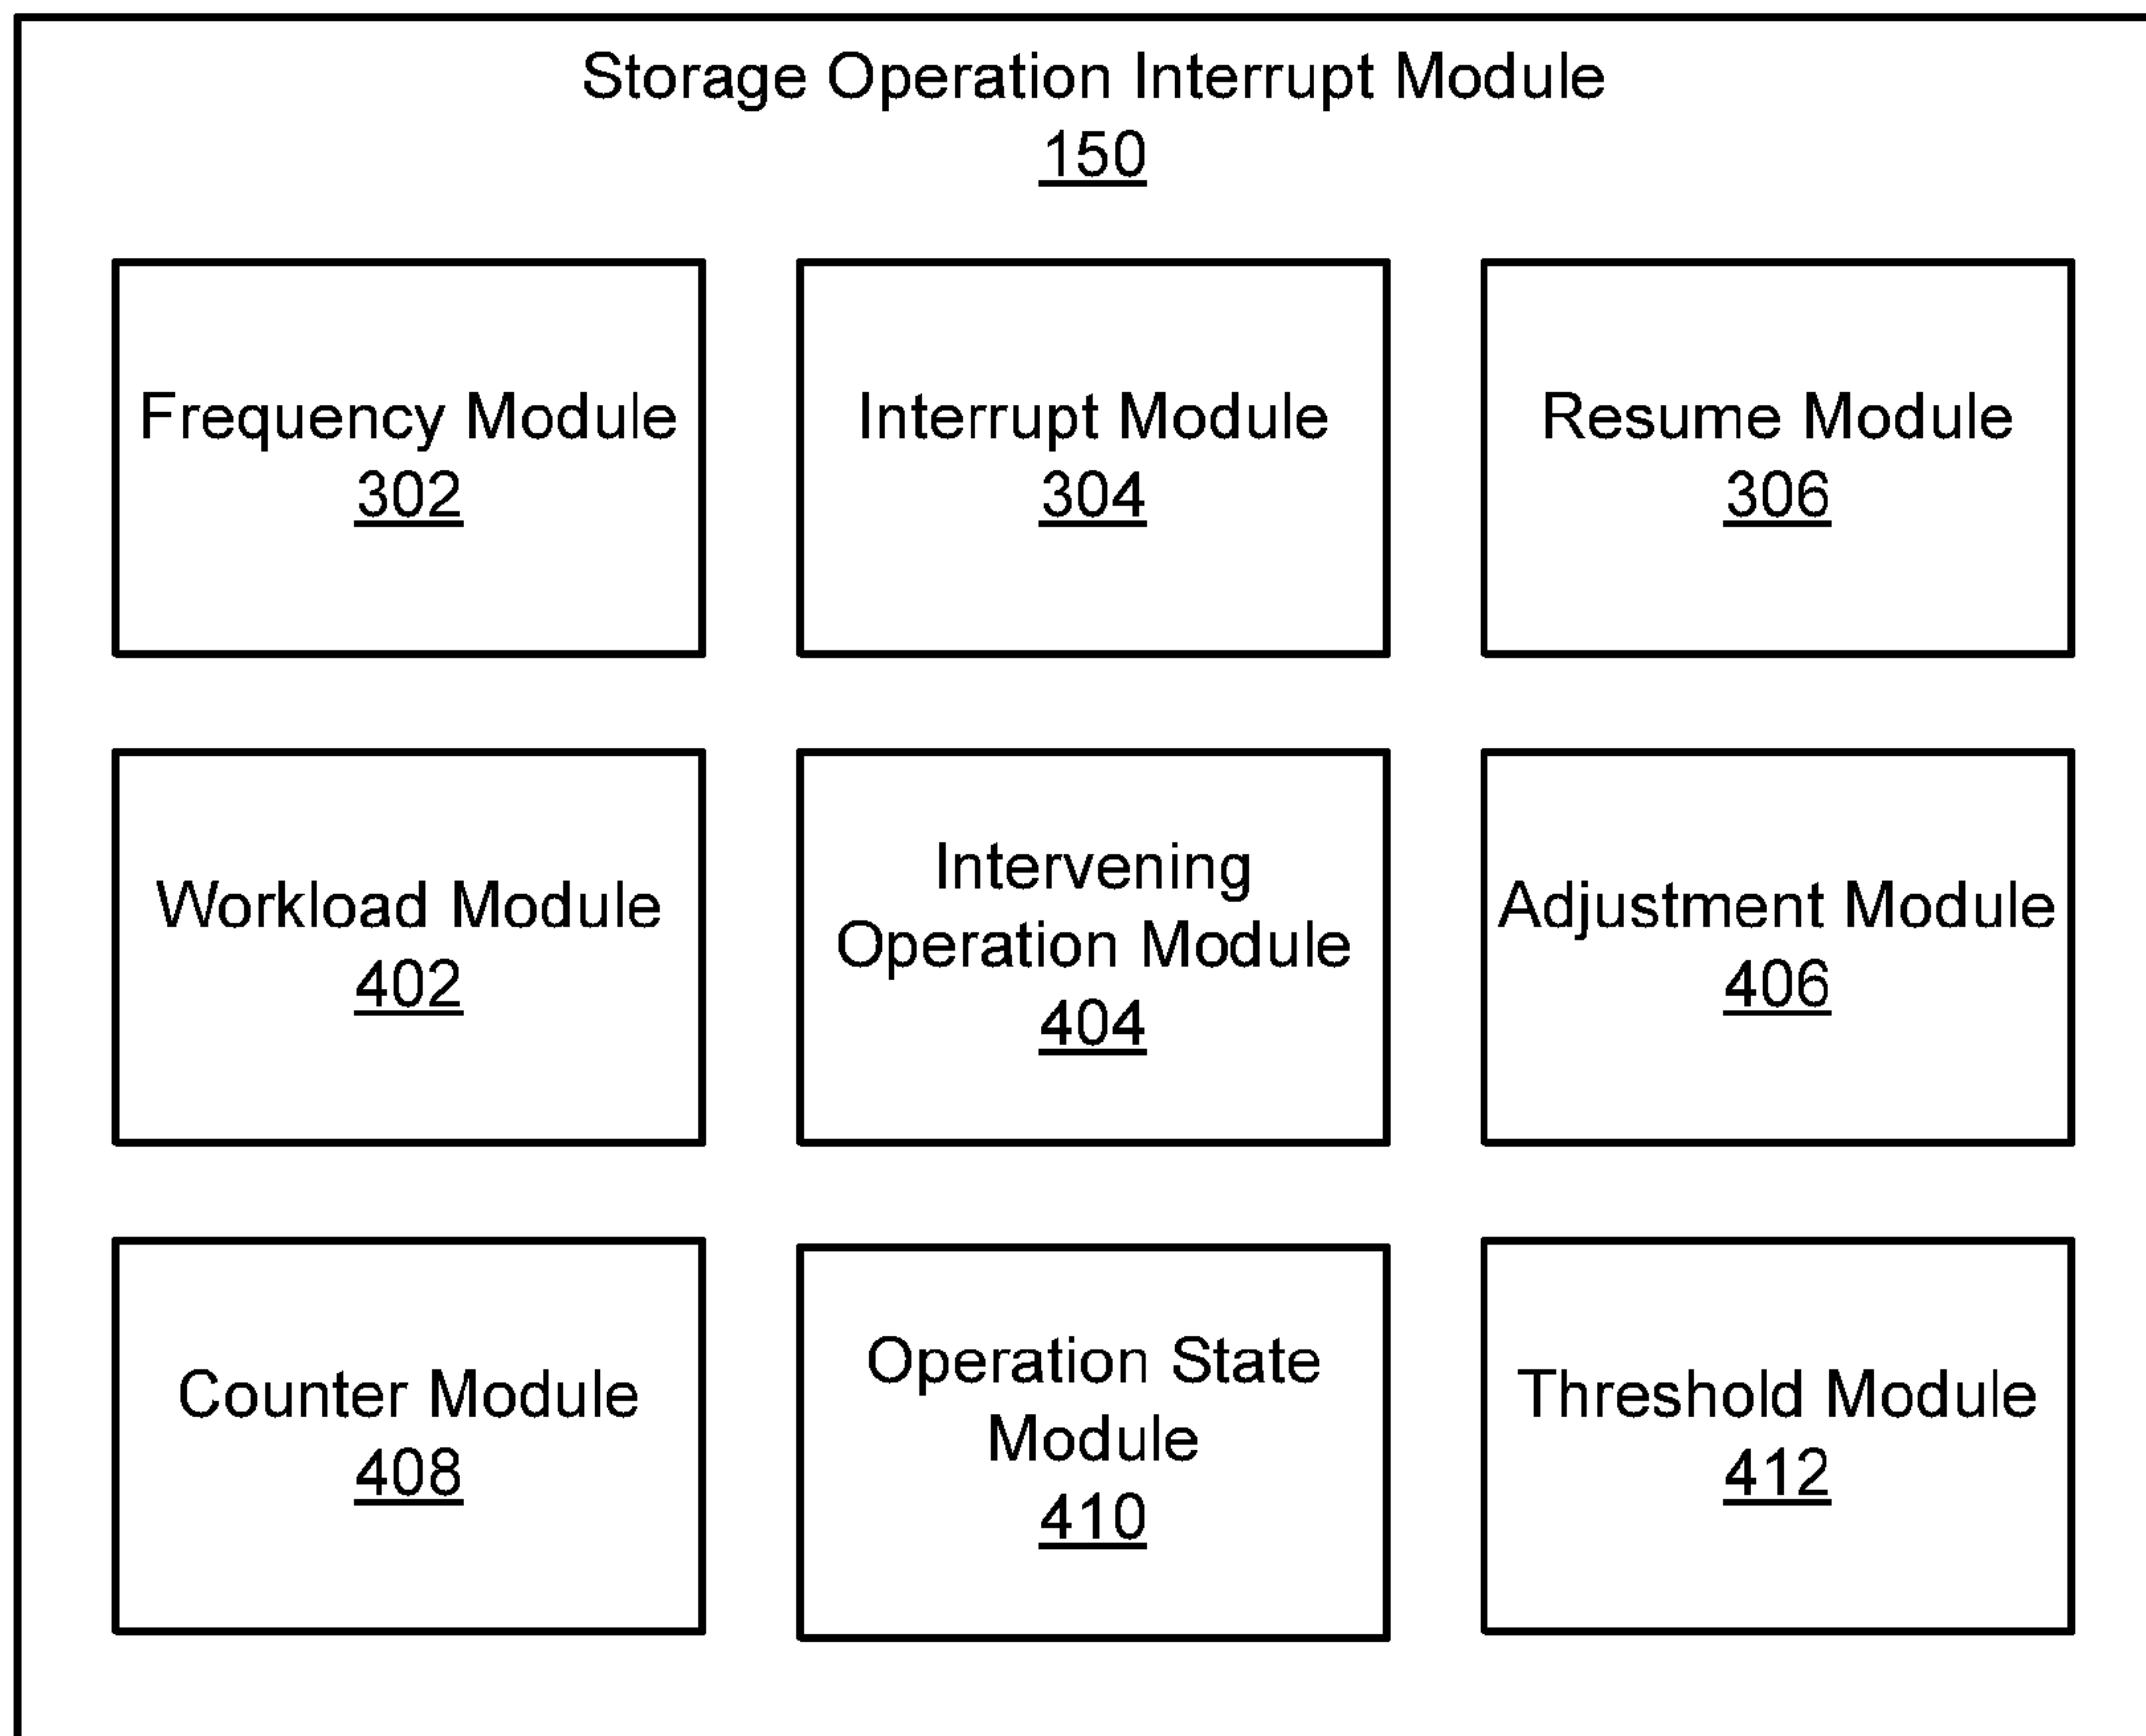 Storage Operation Interrupt Module
150
Frequency Module
302
Interrupt Module
304
Resume Module
306
Workload Module
402
Intervening
Operation Module
404
Adjustment Module
406
Counter Module
408
Operation State
Module
410
Threshold Module
412